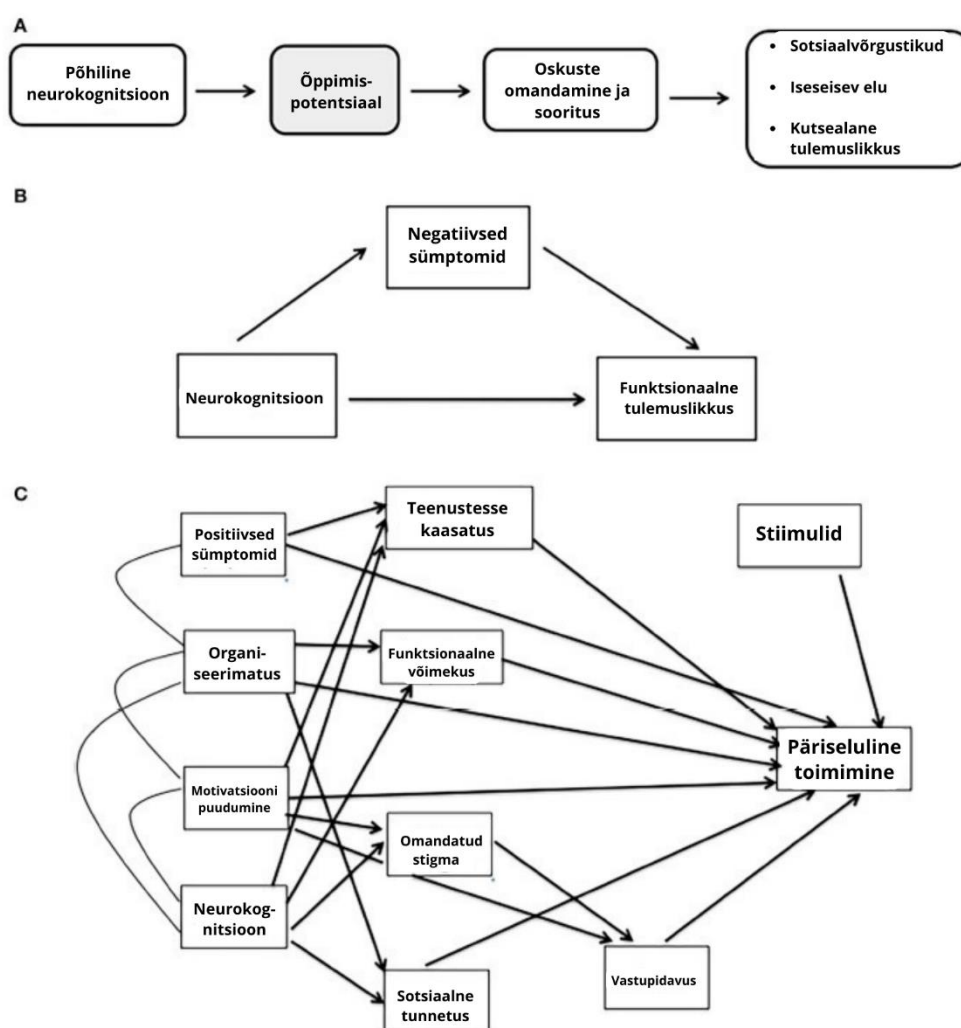 A
Põhiline
neurokognitsioon
Õppimis-
potentsiaal
Oskuste
omandamine ja
sooritus
• Sotsiaalvõrgustikud
• Iseseisev elu
• Kutsealane
tulemuslikkus
B
Negatiivsed
sümptomid
Neurokognitsioon
Funktsionaalne
tulemuslikkus
C
Positiivsed
sümptomid
Teenustesse
kaasatus
Stiimulid
Organi-
seerimatus
Funktsionaalne
võimekus
Päriseluline
toimimine
Motivatsiooni
puudumine
Omandatud
stigma
Neurokog-
nitsioon
Vastupidavus
Sotsiaalne
tunnetus